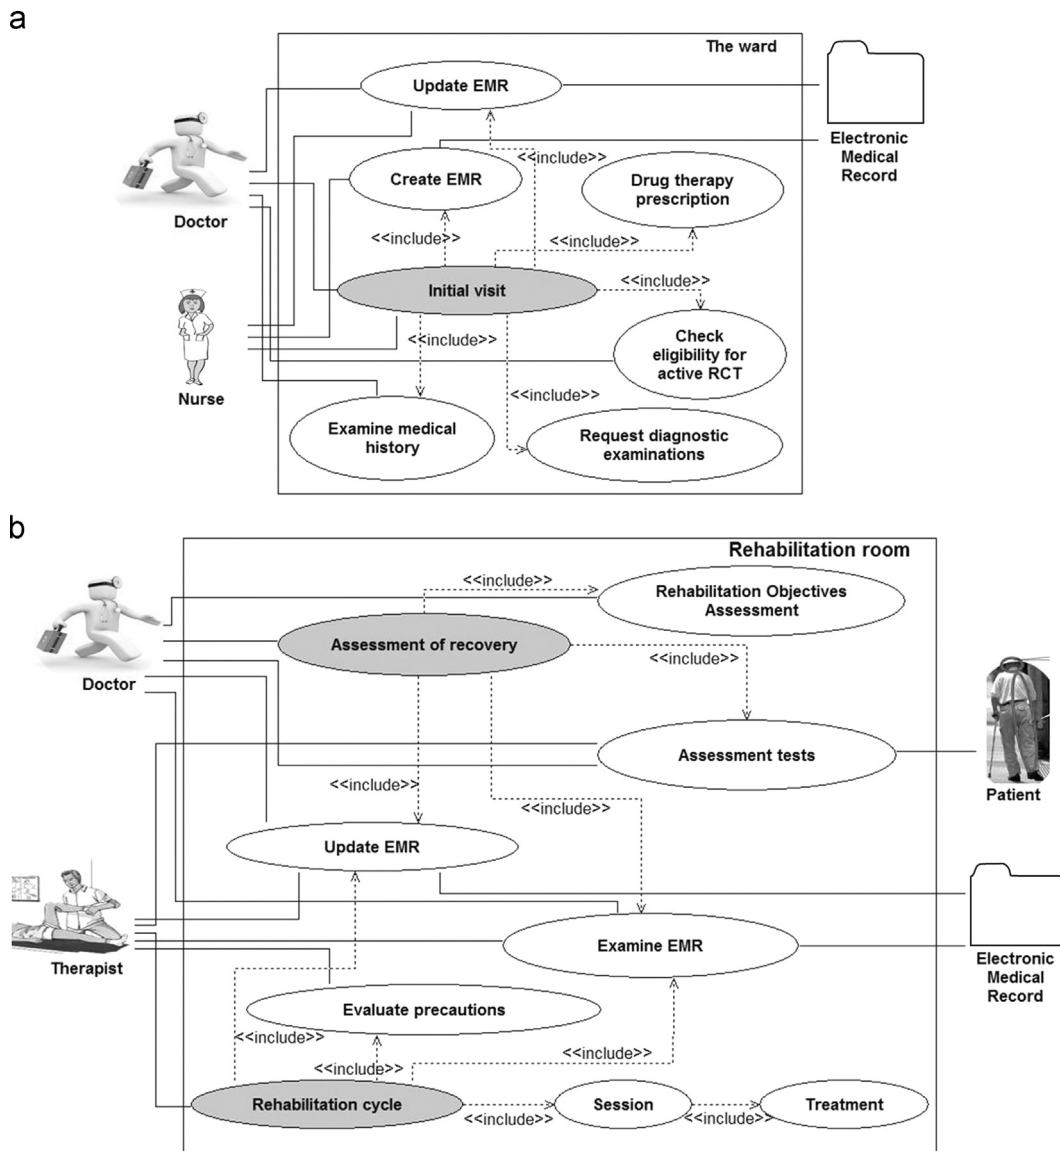 a
The ward
Update EMR
Electronic
Medical
Record
<<include>>
Create EMR
Drug therapy
prescription
Doctor
<<include>>
<<include>>
<<include>>
Initial visit
<<include>>
Check
eligibility for
active RCT
Nurse
<<include>>
Examine medical
history
Request diagnostic
examinations
b
Rehabilitation room
<<include>>
Rehabilitation Objectives
Assessment
Assessment of recovery
<<include>>
Doctor
Assessment tests
<<include>>
Patient
<<include>>
Update EMR
Examine EMR
Therapist
Electronic
Medical
Record
Evaluate precautions
<<include>>
<<include>>
<<include>>
Rehabilitation cycle
Session
Treatment
<<include>>
<<include>>